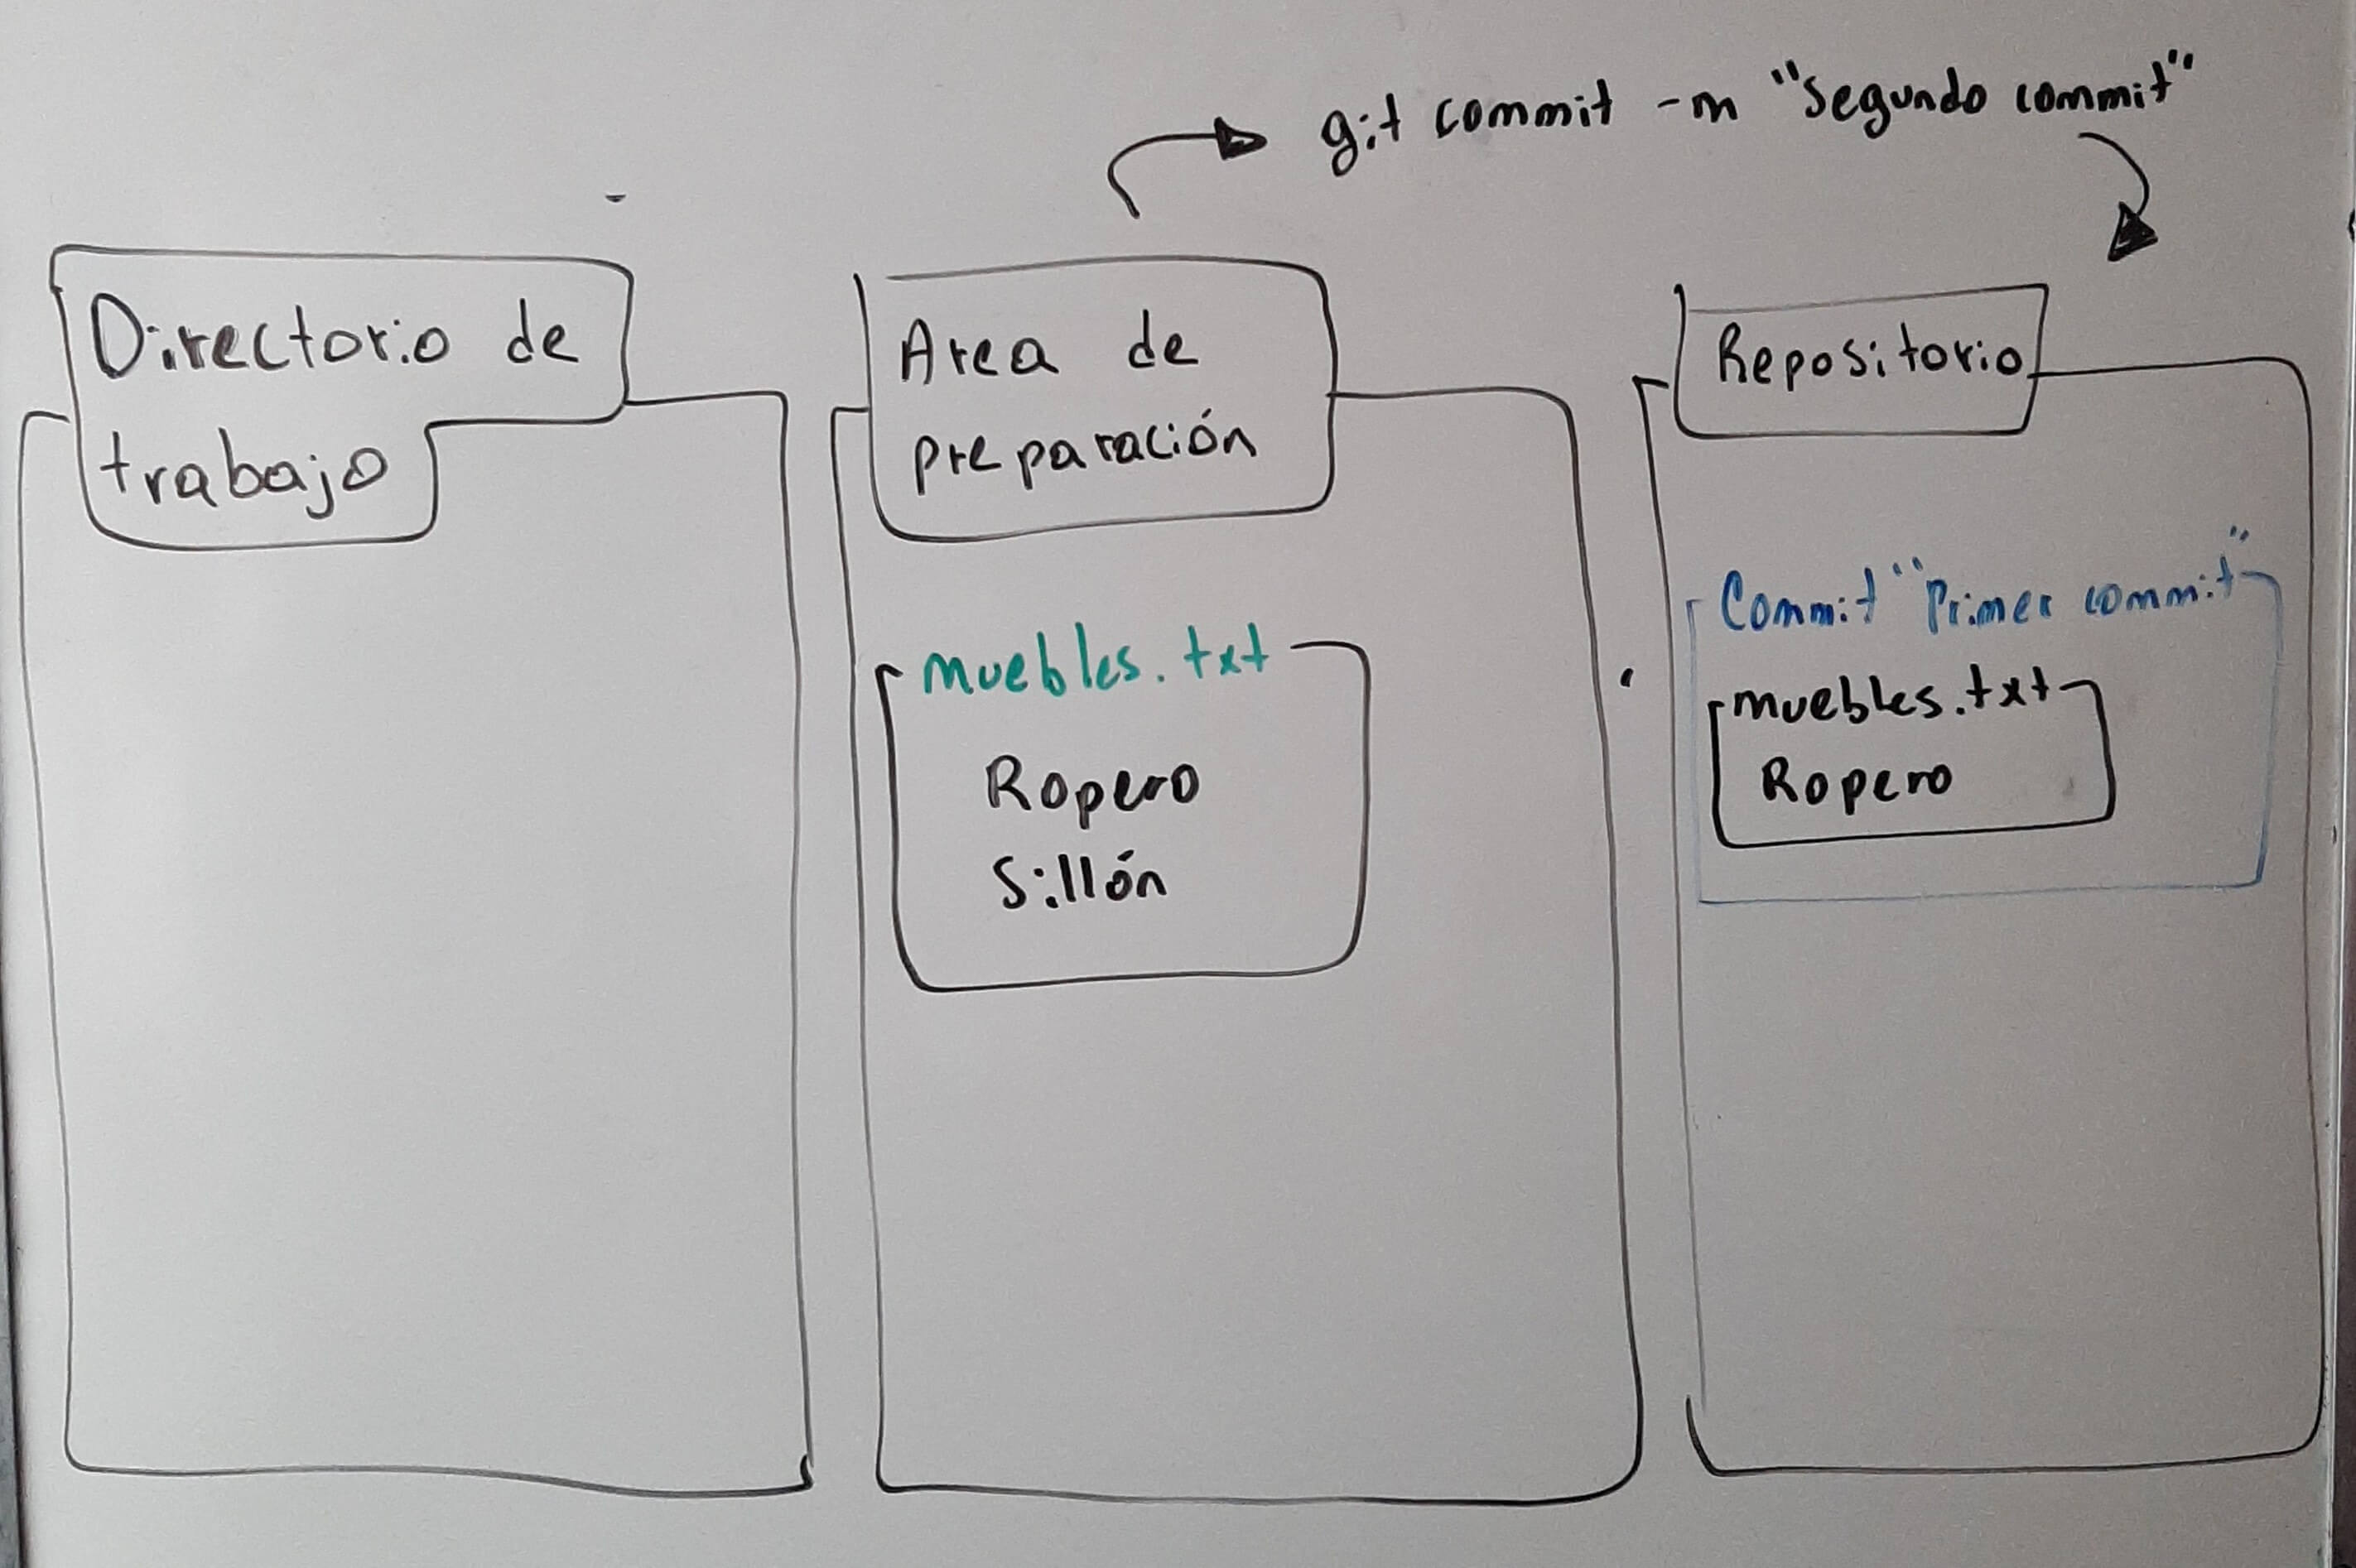 git commit -m "Segundo commit"
Directorio de
trabajo
Area de
preparación
muebles.txt
Ropero
Sillón
Repositorio
Commit "Primer commit"
muebles.txt
Ropero